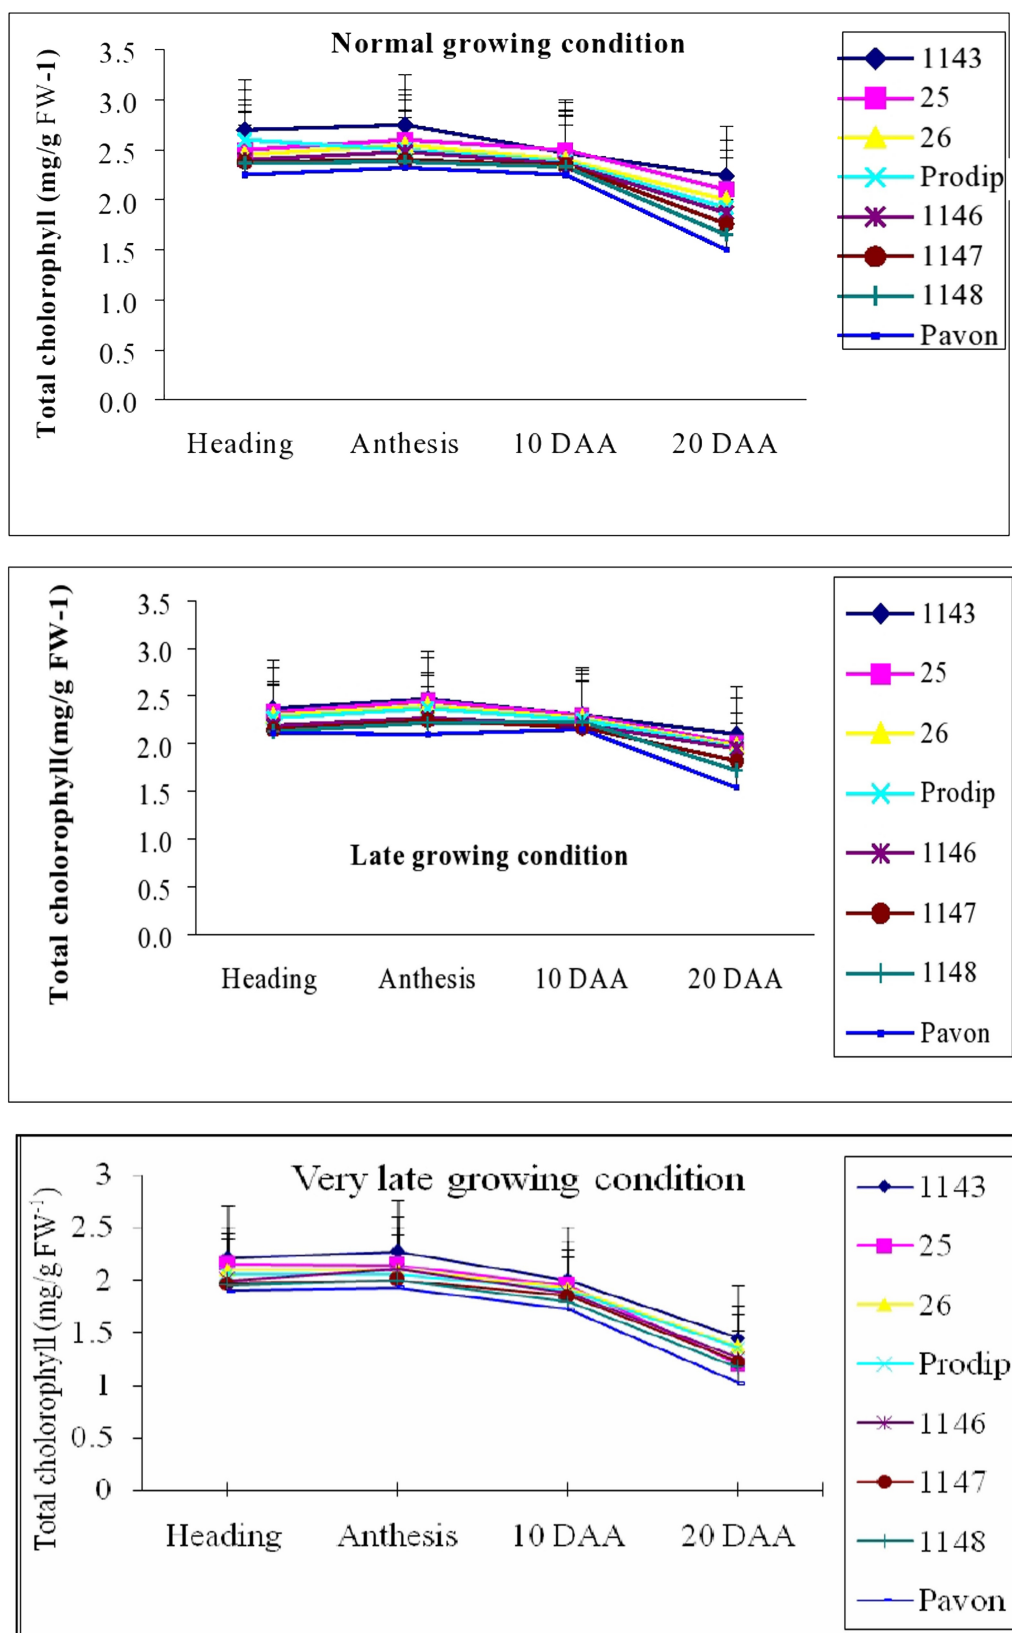 Normal growing condition
Total cholorophyll (mg/g FW-1)
3.5
3.0
2.5
2.0
1.5
1.0
0.5
0.0
Heading Anthesis 10 DAA 20 DAA
1143
25
26
Prodip
1146
1147
1148
Pavon
Total cholorophyll(mg/g FW-1)
3.5
3.0
2.5
2.0
1.5
1.0
0.5
0.0
Late growing condition
Heading Anthesis 10 DAA 20 DAA
1143
25
26
Prodip
1146
1147
1148
Pavon
Very late growing condition
Total cholorophyll (mg/g FW⁻¹)
3
2.5
2
1.5
1
0.5
0
Heading Anthesis 10 DAA 20 DAA
1143
25
26
Prodip
1146
1147
1148
Pavon